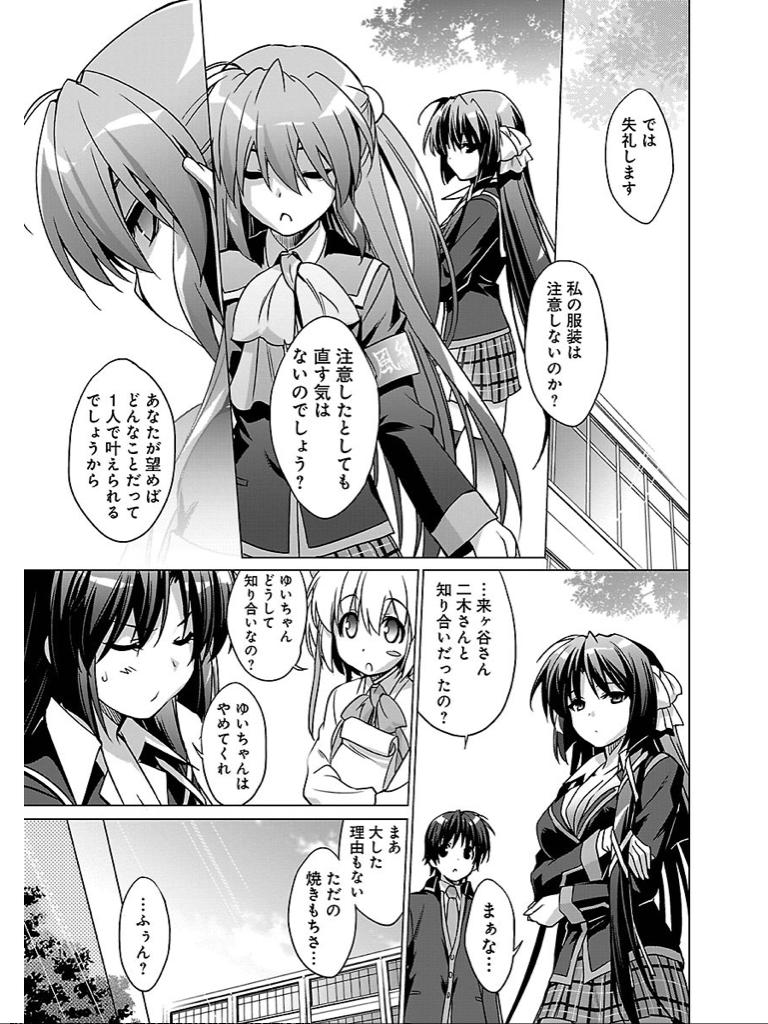 では
失礼します
私の服装は
注意しないのか?
注意したとしても
直す気は
ないのでしょう?
風紀
あなたが望めば
どんなことだって
1人で叶えられる
でしょうから
…来ヶ谷さん
二木さんと
知り合いだったの?
まぁな…
ゆいちゃん
どうして
知り合いなの?
ゆいちゃんは
やめてくれ
まあ
大した
理由もない
ただの
焼きもちさ…
…ふぅん?